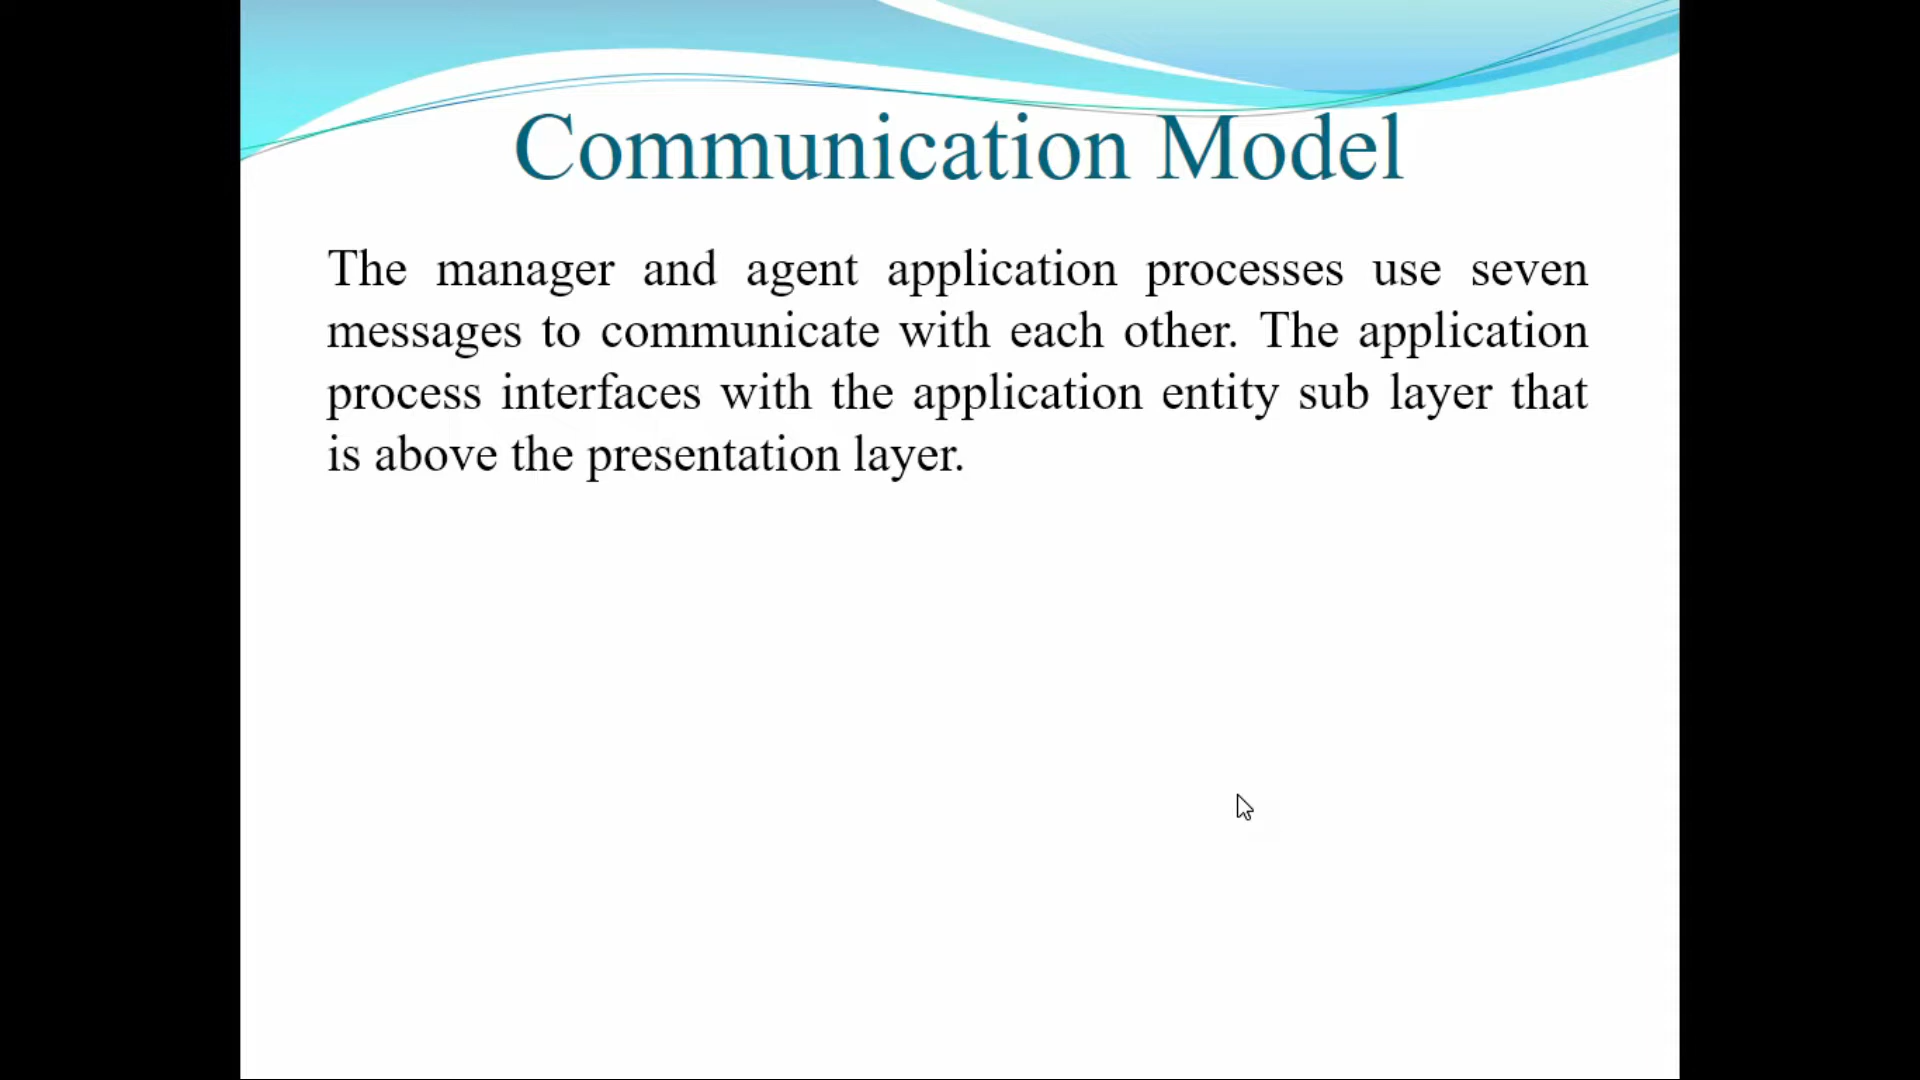 Communication Model
The manager and agent application processes use seven
messages to communicate with each other. The application
process interfaces with the application entity sub layer that
is above the presentation layer.